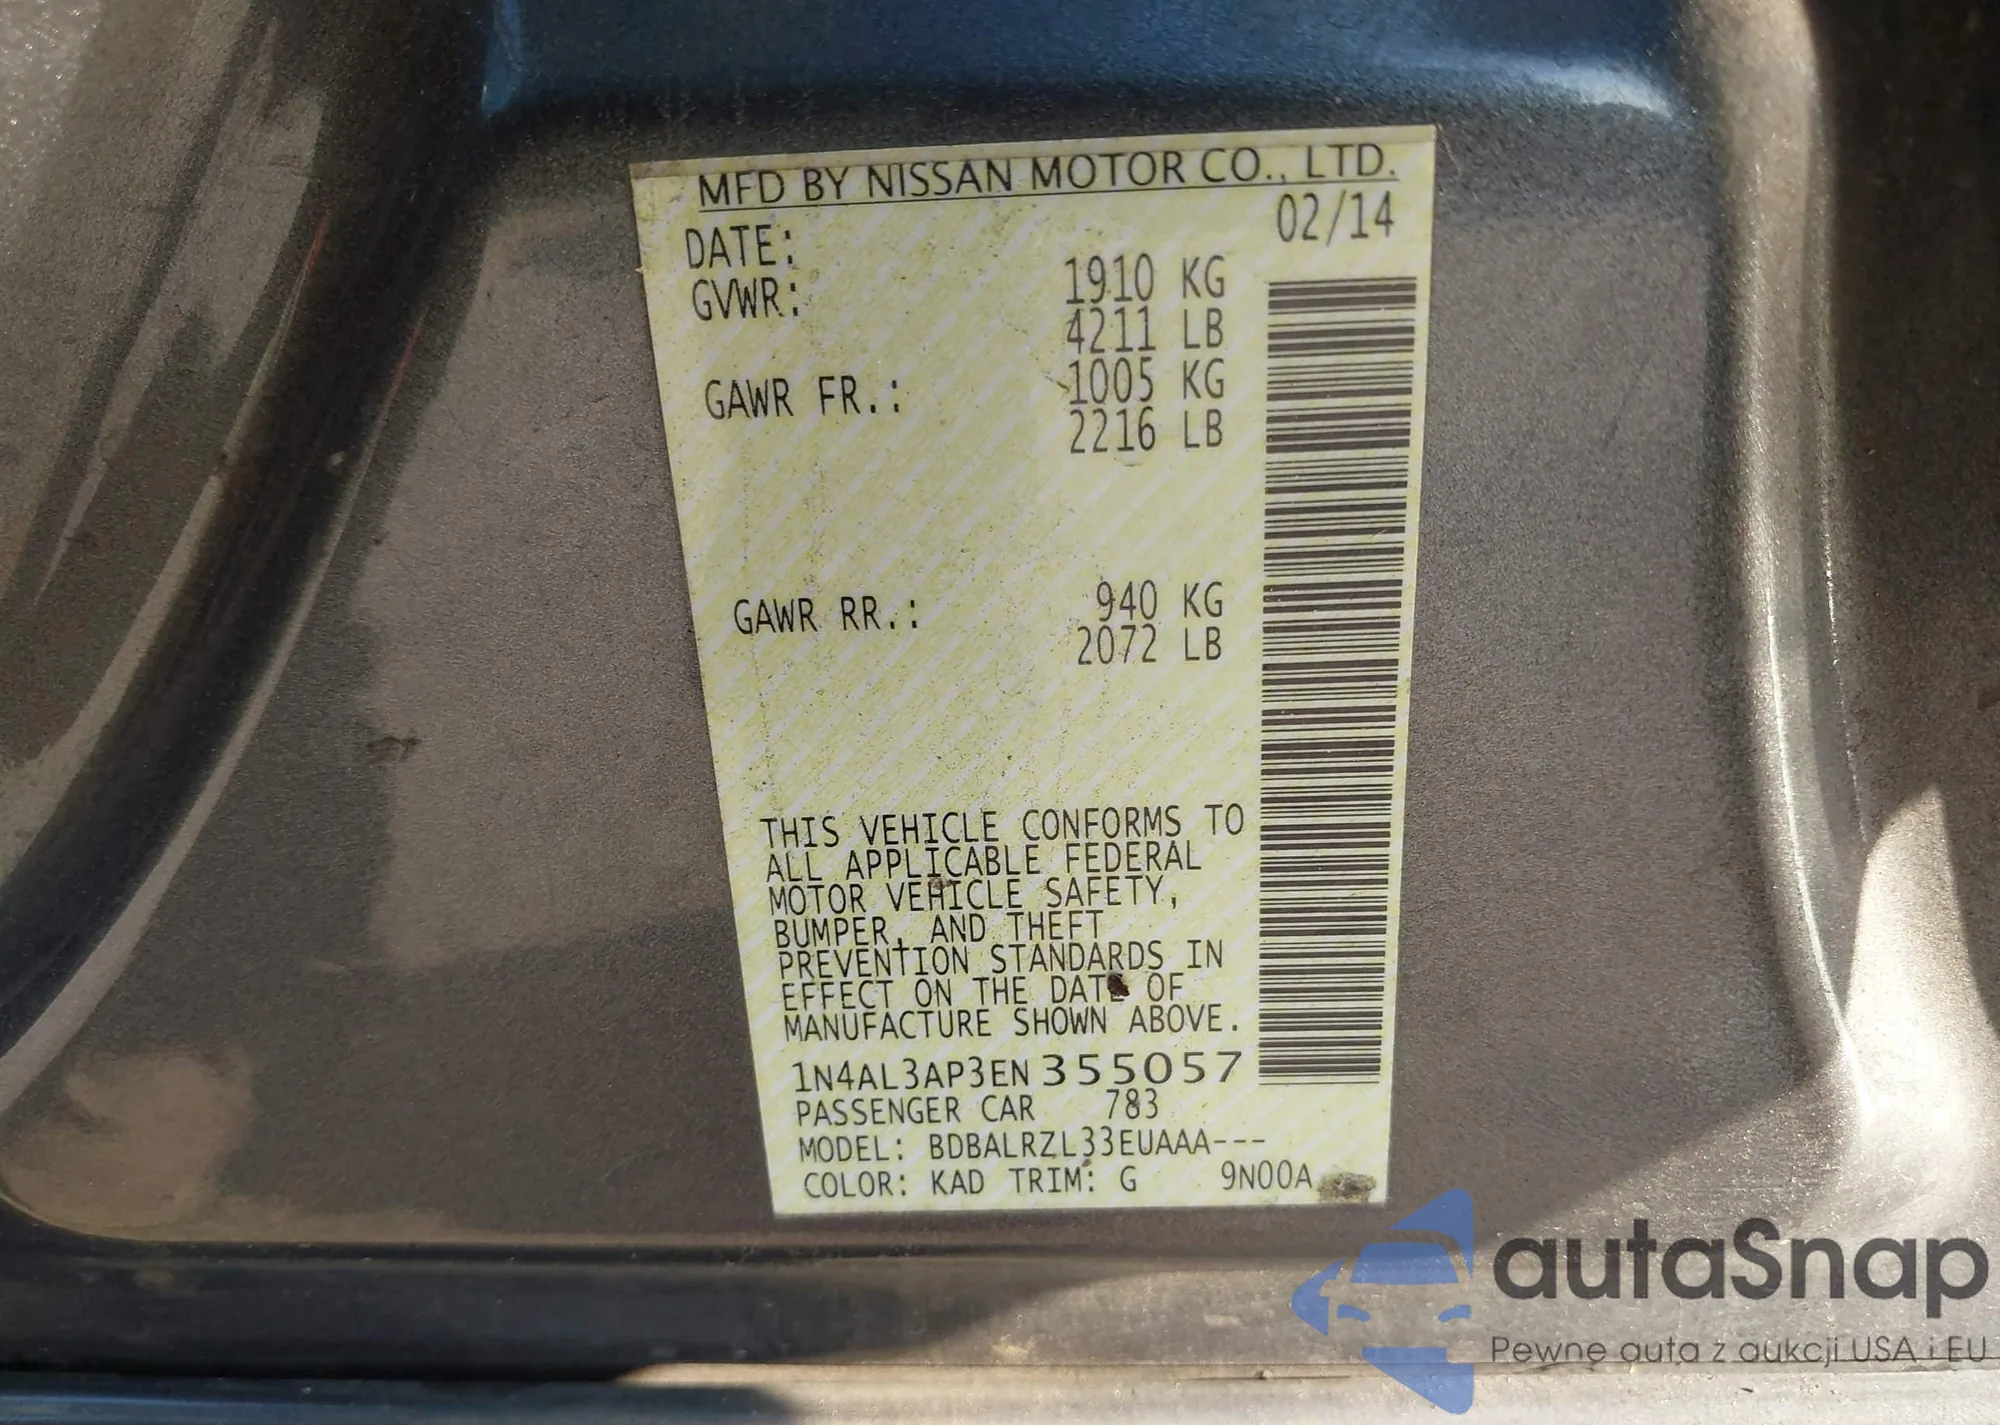 MFD BY NISSAN MOTOR CO., LTD.
DATE: 02/14
GVWR: 1910 KG
4211 LB
GAWR FR.: 1005 KG
2216 LB
GAWR RR.: 940 KG
2072 LB
THIS VEHICLE CONFORMS TO
ALL APPLICABLE FEDERAL
MOTOR VEHICLE SAFETY,
BUMPER, AND THEFT
PREVENTION STANDARDS IN
EFFECT ON THE DATE OF
MANUFACTURE SHOWN ABOVE.
1N4AL3AP3EN355057
PASSENGER CAR 783
MODEL: BDBALRZL33EUAAA---
COLOR: KAD TRIM: G 9N00A
autaSnap
Pewne auta z aukcji USA i EU